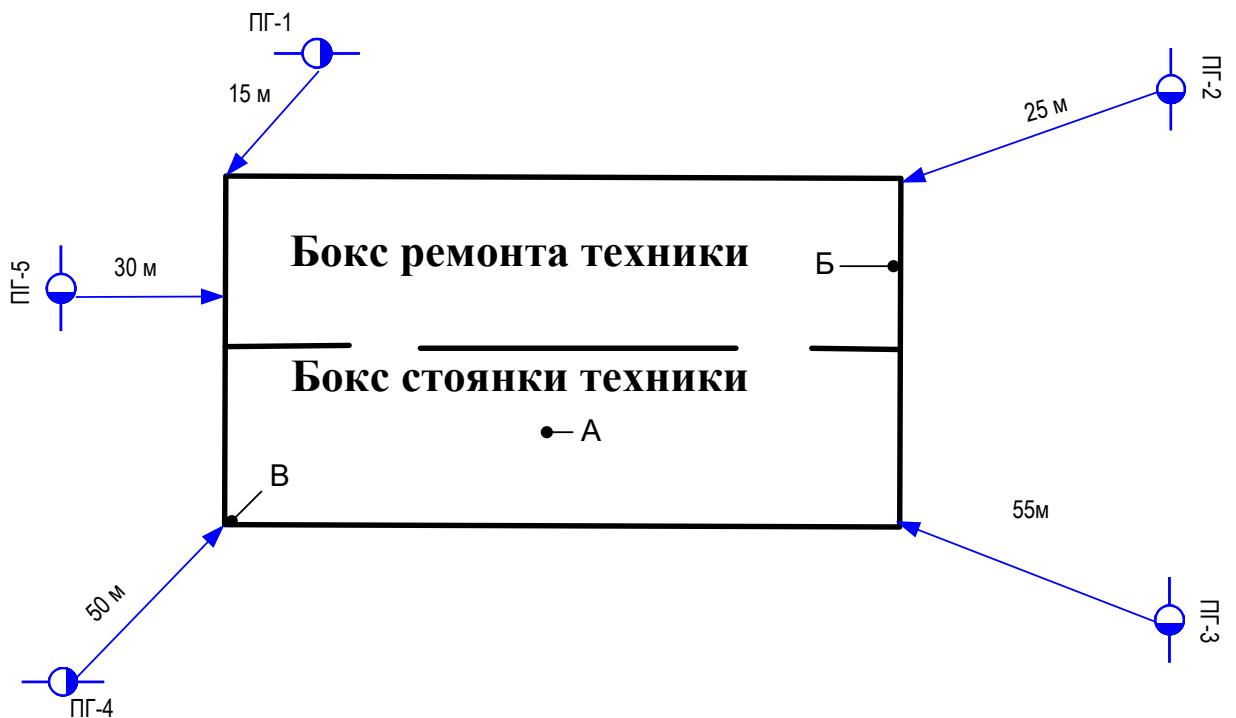 ПГ-1
15 м
ПГ-2
25 м
Бокс ремонта техники
Б
ПГ-5
30 м
Бокс стоянки техники
А
В
55м
50 м
ПГ-3
ПГ-4